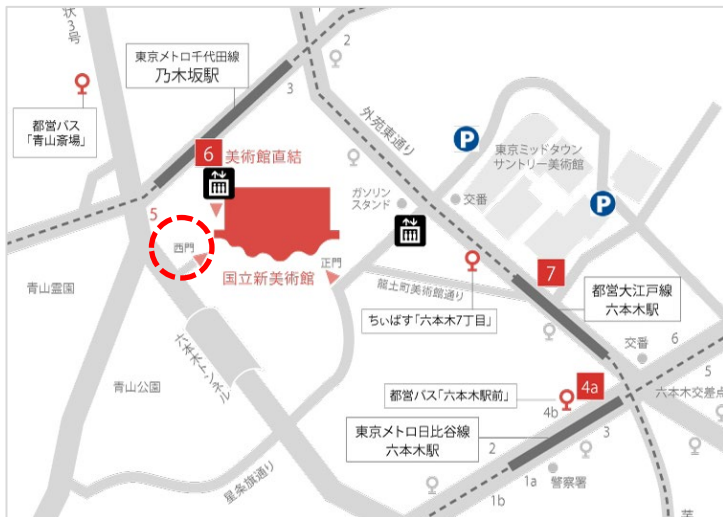 状3号
2
東京メトロ千代田線
乃木坂駅
3
外苑東通り
都営バス
「青山斎場」
6 美術館直結
P
東京ミッドタウン
サントリー美術館
ガソリン
スタンド
交番
P
5
西門
国立新美術館
正門
7
龍土町美術館通り
都営大江戸線
六本木駅
青山霊園
ちぃばす「六本木7丁目」
六本木トンネル
交番
6
5
青山公園
都営バス「六本木駅前」
4a
4b
六本木交差点
東京メトロ日比谷線
六本木駅
2
3
星条旗通り
1a
警察署
1b